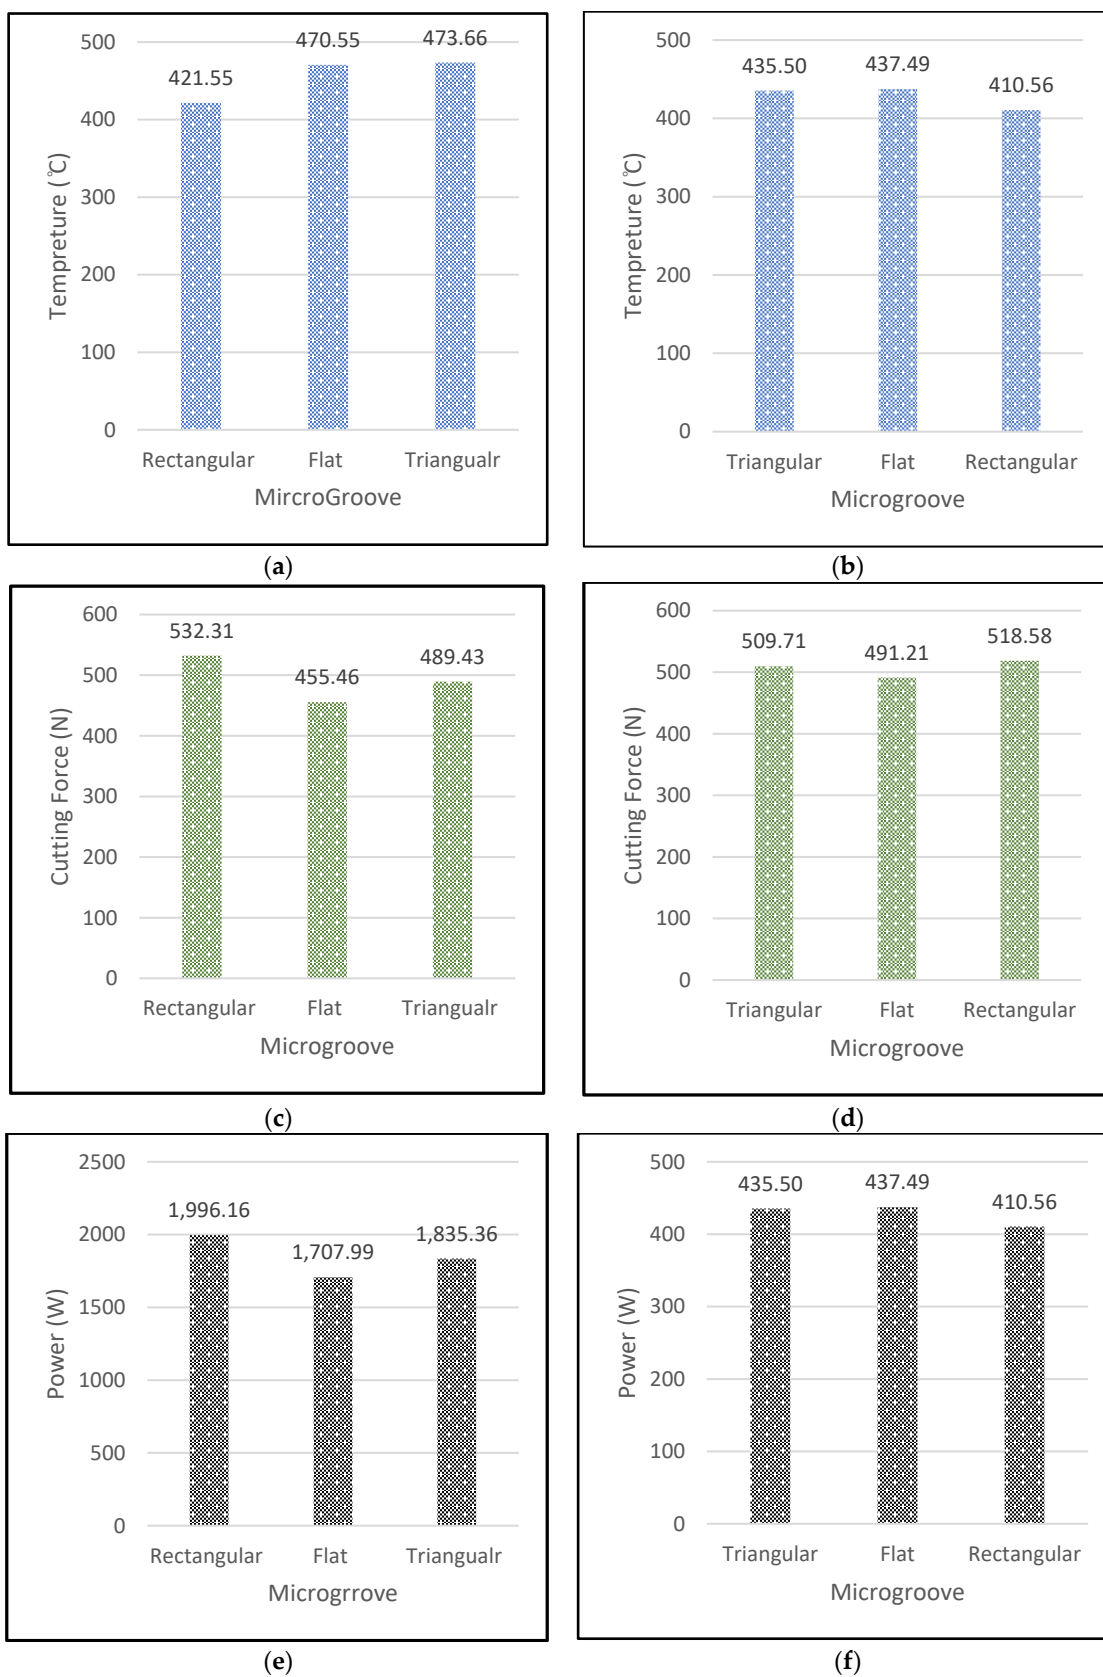 500
400
300
200
100
0
421.55
470.55
473.66
Rectangular Flat Triangualr
MircroGroove
Tempreture (℃)
(a)
500
400
300
200
100
0
435.50
437.49
410.56
Triangular Flat Rectangular
Microgroove
Tempreture (℃)
(b)
600
500
400
300
200
100
0
532.31
455.46
489.43
Rectangular Flat Triangualr
Microgroove
Cutting Force (N)
(c)
600
500
400
300
200
100
0
509.71
491.21
518.58
Triangular Flat Rectangular
Microgroove
Cutting Force (N)
(d)
2500
2000
1500
1000
500
0
1,996.16
1,707.99
1,835.36
Rectangular Flat Triangualr
Microgrrove
Power (W)
(e)
500
400
300
200
100
0
435.50
437.49
410.56
Triangular Flat Rectangular
Microgroove
Power (W)
(f)